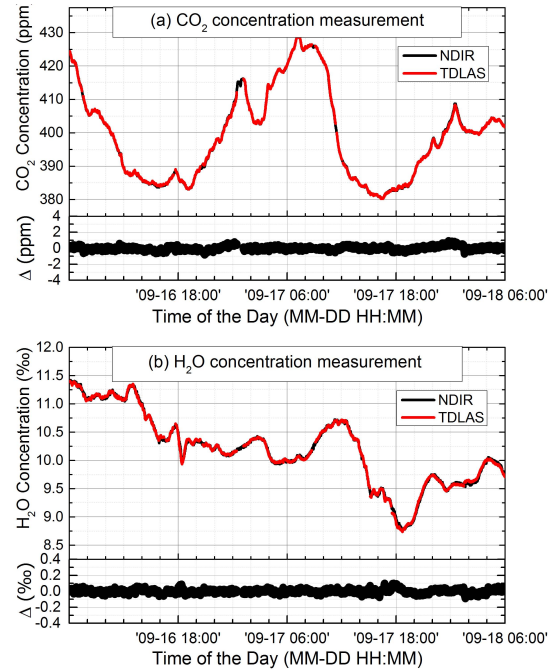 (a) CO₂ concentration measurement
CO₂ Concentration (ppm)
430
420
410
400
390
380
NDIR
TDLAS
Δ (ppm)
4
2
0
-2
-4
'09-16 18:00' '09-17 06:00' '09-17 18:00' '09-18 06:00'
Time of the Day (MM-DD HH:MM)
(b) H₂O concentration measurement
H₂O Concentration (‰)
12.0
11.5
11.0
10.5
10.0
9.5
9.0
8.5
NDIR
TDLAS
Δ (‰)
0.4
0.2
0.0
-0.2
-0.4
'09-16 18:00' '09-17 06:00' '09-17 18:00' '09-18 06:00'
Time of the Day (MM-DD HH:MM)